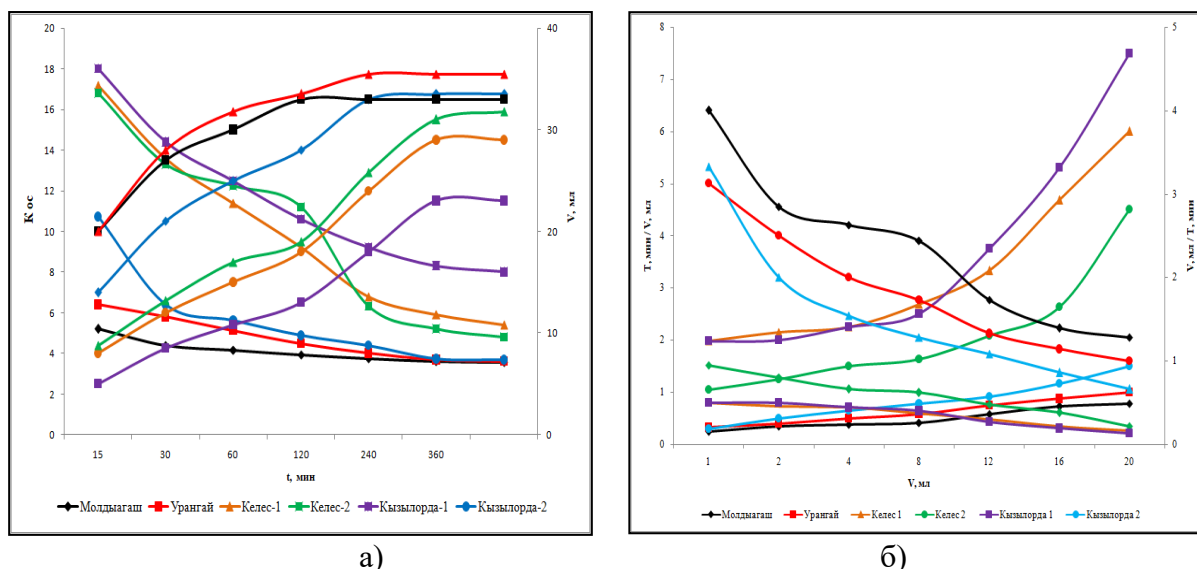 20
18
16
14
12
10
8
6
4
2
0
К ос
40
30
20
10
0
V, мл
15 30 60 120 240 360
t, мин
Молдыагаш Урангай Келес-1 Келес-2 Кызылорда-1 Кызылорда-2
а)
8
7
6
5
4
3
2
1
0
Т, мин / V, мл
5
4
3
2
1
0
V, мл / Т, мин
1 2 4 8 12 16 20
V, мл
Молдыагаш Урангай Келес 1 Келес 2 Кызылорда 1 Кызылорда 2
б)